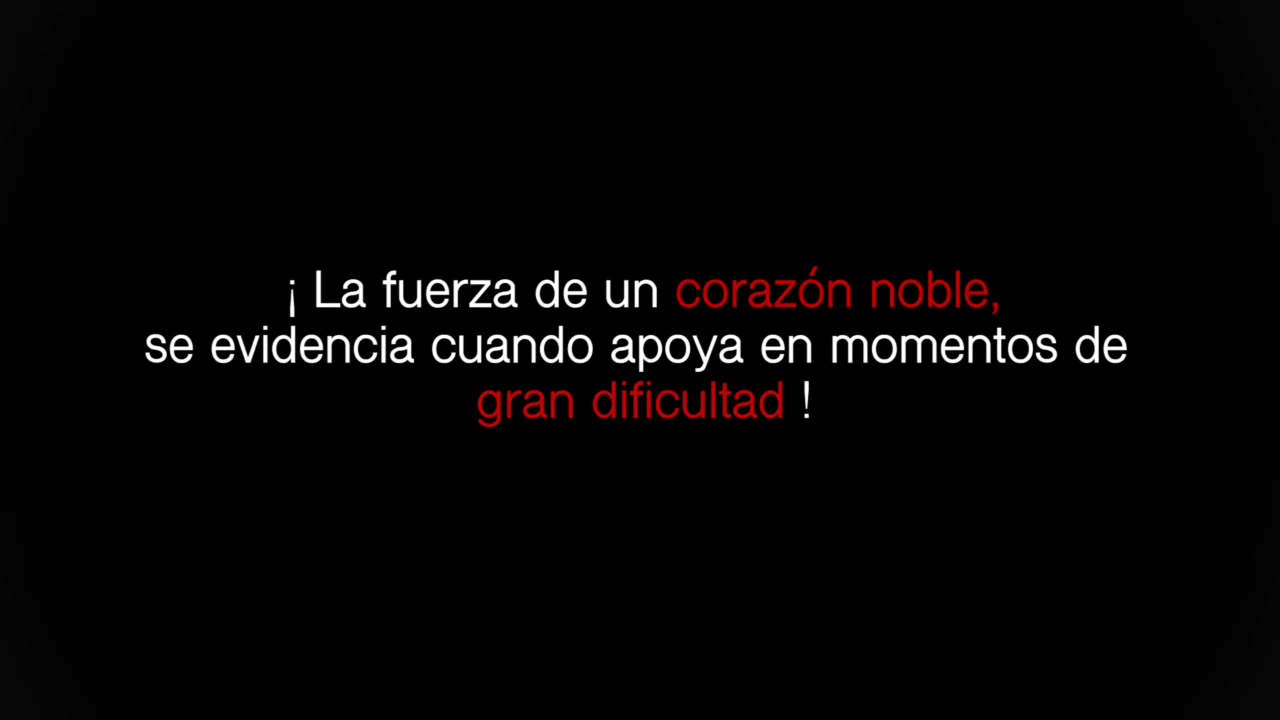 ¡ La fuerza de un corazón noble,
se evidencia cuando apoya en momentos de
gran dificultad !